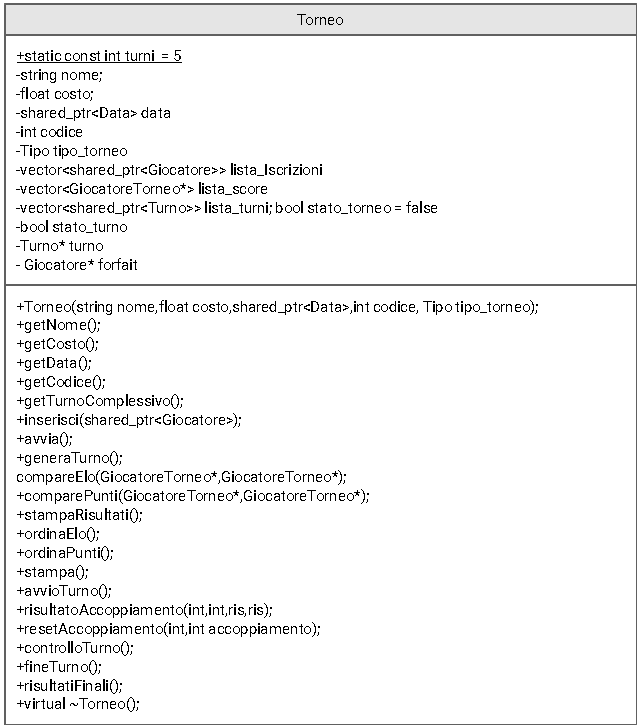 Torneo
+static const int turni = 5
-string nome;
-float costo;
-shared_ptr<Data> data
-int codice
-Tipo tipo_torneo
-vector<shared_ptr<Giocatore>> lista_Iscrizioni
-vector<GiocatoreTorneo*> lista_score
-vector<shared_ptr<Turno>> lista_turni; bool stato_torneo = false
-bool stato_turno
-Turno* turno
- Giocatore* forfait
+Torneo(string nome,float costo,shared_ptr<Data>,int codice, Tipo tipo_torneo);
+getNome();
+getCosto();
+getData();
+getCodice();
+getTurnoComplessivo();
+inserisci(shared_ptr<Giocatore>);
+avvia();
+generaTurno();
compareElo(GiocatoreTorneo*,GiocatoreTorneo*);
+comparePunti(GiocatoreTorneo*,GiocatoreTorneo*);
+stampaRisultati();
+ordinaElo();
+ordinaPunti();
+stampa();
+avvioTurno();
+risultatoAccoppiamento(int,int,ris,ris);
+resetAccoppiamento(int,int accoppiamento);
+controlloTurno();
+fineTurno();
+risultatiFinali();
+virtual ~Torneo();